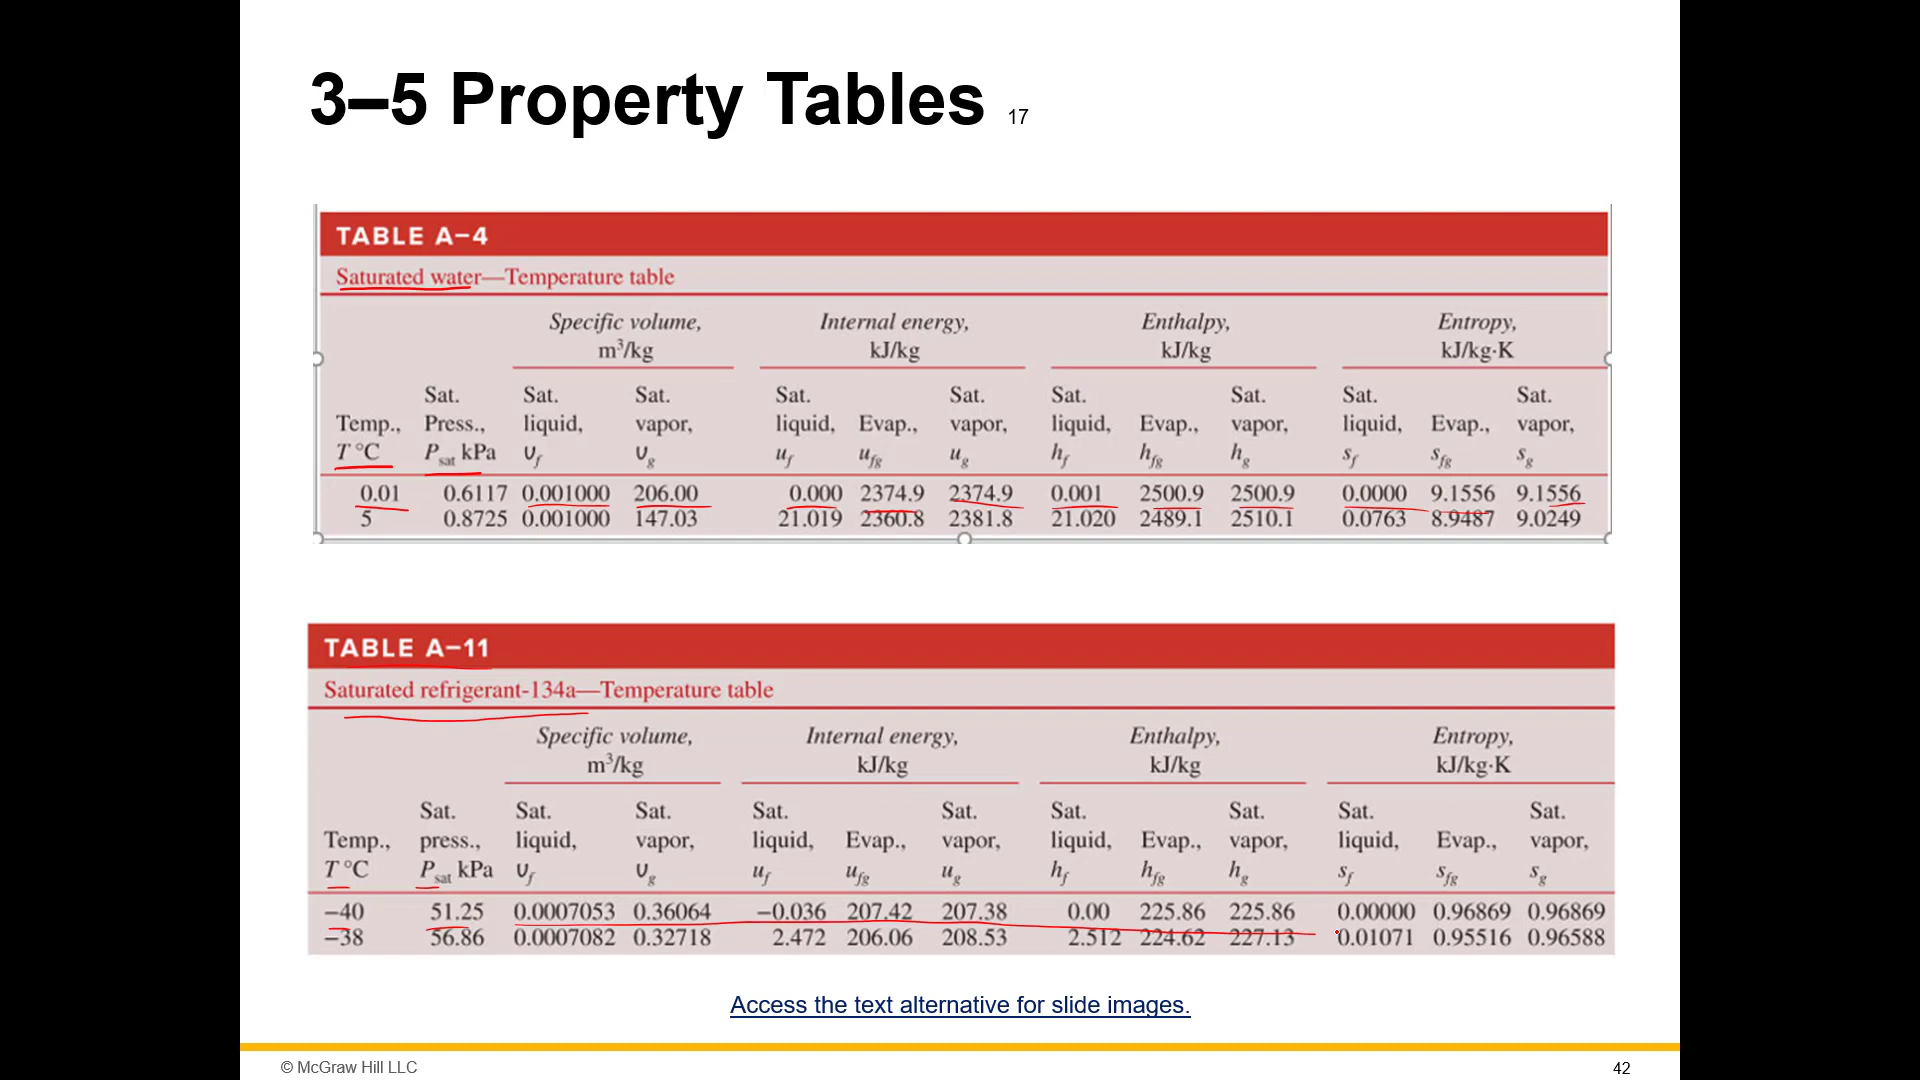 3–5 Property Tables 17
TABLE A–4
Saturated water—Temperature table
Specific volume, Internal energy, Enthalpy, Entropy,
m³/kg kJ/kg kJ/kg kJ/kg·K
Sat. Sat. Sat. Sat. Sat. Sat. Sat. Sat. Sat.
Temp., Press., liquid, vapor, liquid, Evap., vapor, liquid, Evap., vapor, liquid, Evap., vapor,
T °C Psat kPa υf υg uf ufg ug hf hfg hg sf sfg sg
0.01 0.6117 0.001000 206.00 0.000 2374.9 2374.9 0.001 2500.9 2500.9 0.0000 9.1556 9.1556
5 0.8725 0.001000 147.03 21.019 2360.8 2381.8 21.020 2489.1 2510.1 0.0763 8.9487 9.0249
TABLE A–11
Saturated refrigerant-134a—Temperature table
Specific volume, Internal energy, Enthalpy, Entropy,
m³/kg kJ/kg kJ/kg kJ/kg·K
Sat. Sat. Sat. Sat. Sat. Sat. Sat. Sat. Sat.
Temp., press., liquid, vapor, liquid, Evap., vapor, liquid, Evap., vapor, liquid, Evap., vapor,
T °C Psat kPa υf υg uf ufg ug hf hfg hg sf sfg sg
−40 51.25 0.0007053 0.36064 −0.036 207.42 207.38 0.00 225.86 225.86 0.00000 0.96869 0.96869
−38 56.86 0.0007082 0.32718 2.472 206.06 208.53 2.512 224.62 227.13 0.01071 0.95516 0.96588
Access the text alternative for slide images.
© McGraw Hill LLC 42